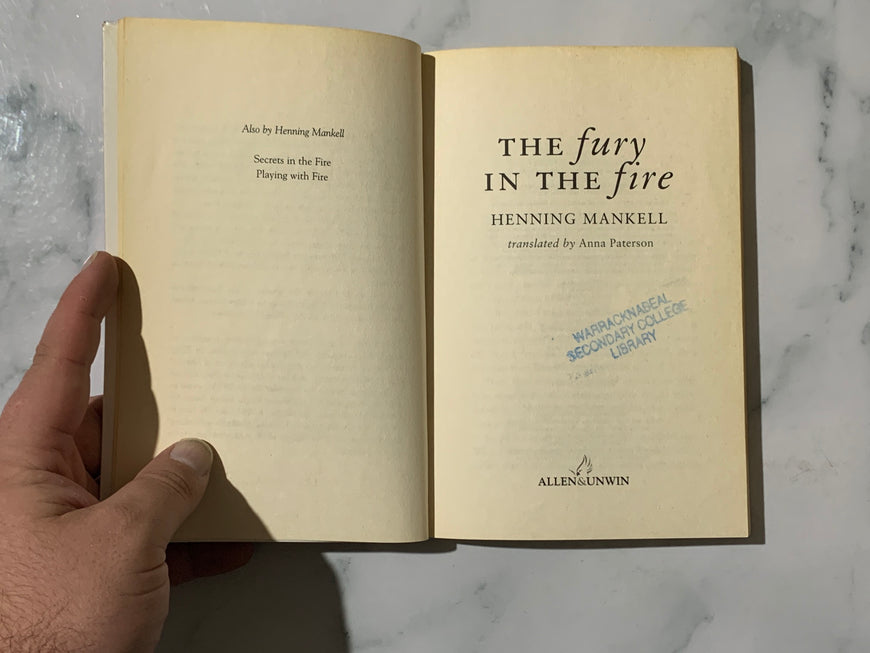 Also by Henning Mankell
Secrets in the Fire
Playing with Fire
THE fury
IN THE fire
HENNING MANKELL
translated by Anna Paterson
WARRACKNABEAL
SECONDARY COLLEGE
LIBRARY
ALLEN&UNWIN